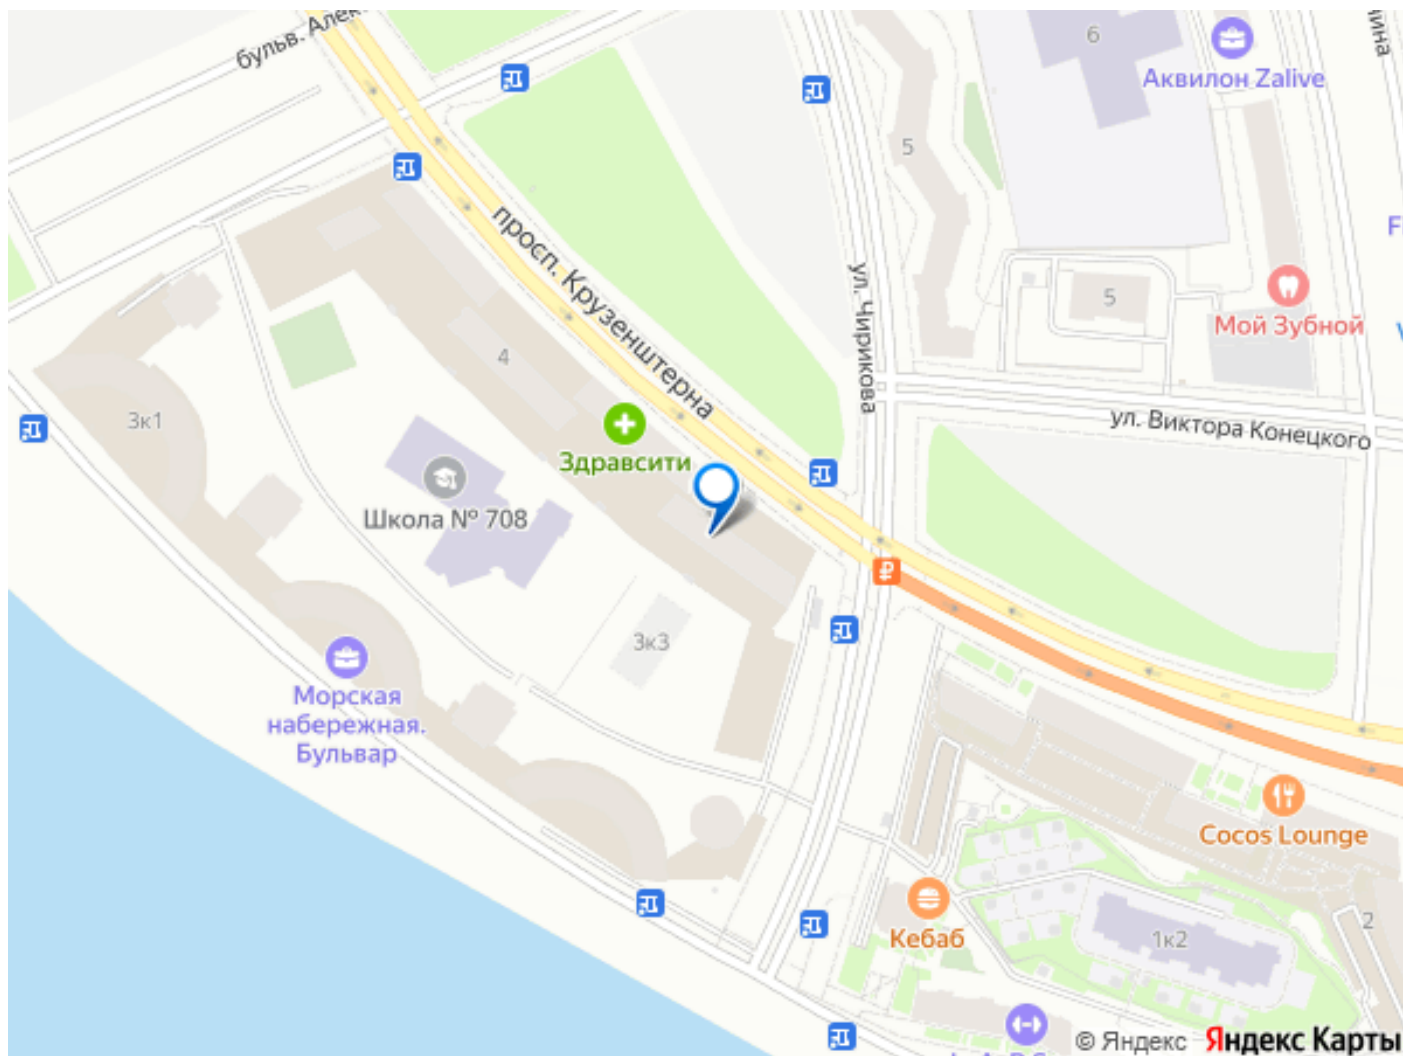 бульв. Алек
6
Аквилон Zalive
чина
5
просп. Крузенштерна
ул. Чирикова
5
Мой Зубной
4
3к1
Здравсити
ул. Виктора Конецкого
Школа № 708
3к3
Морская
набережная.
Бульвар
Cocos Lounge
Кебаб
1к2
2
© Яндекс Яндекс Карты